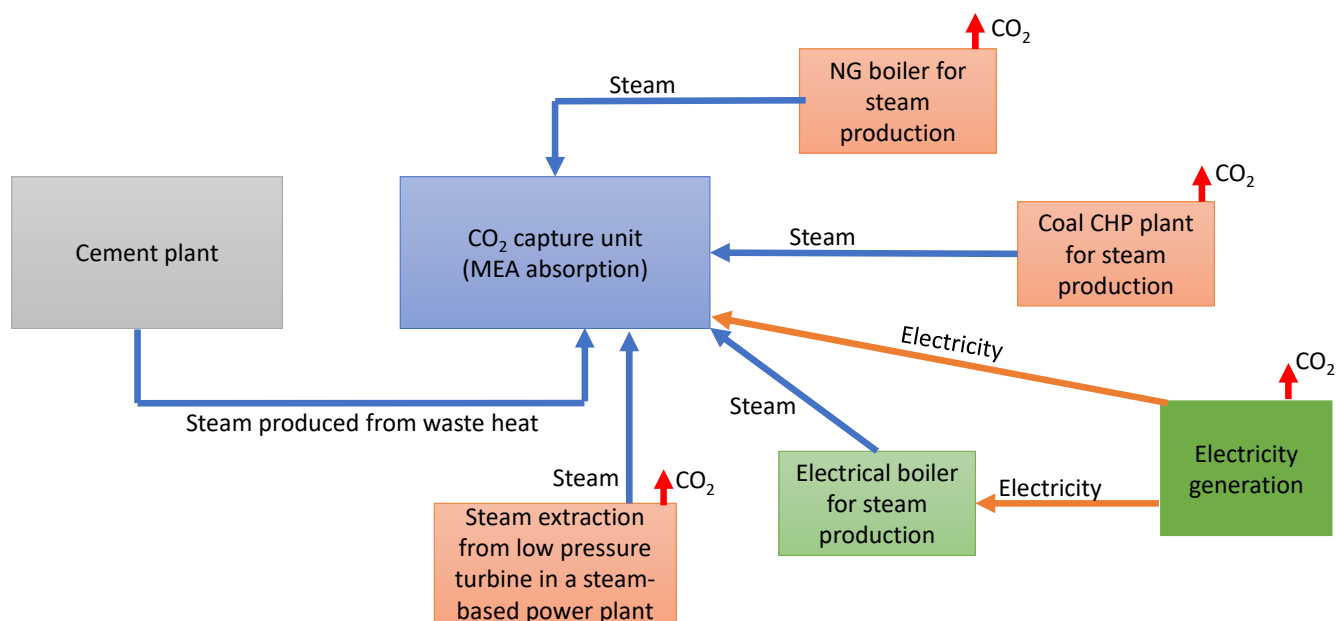 CO₂
NG boiler for
steam
production
Steam
CO₂
Cement plant
CO₂ capture unit
(MEA absorption)
Steam
Coal CHP plant
for steam
production
Electricity
CO₂
Steam
Steam produced from waste heat
Electricity
generation
Electrical boiler
for steam
production
Electricity
Steam
CO₂
Steam extraction
from low pressure
turbine in a steam-
based power plant